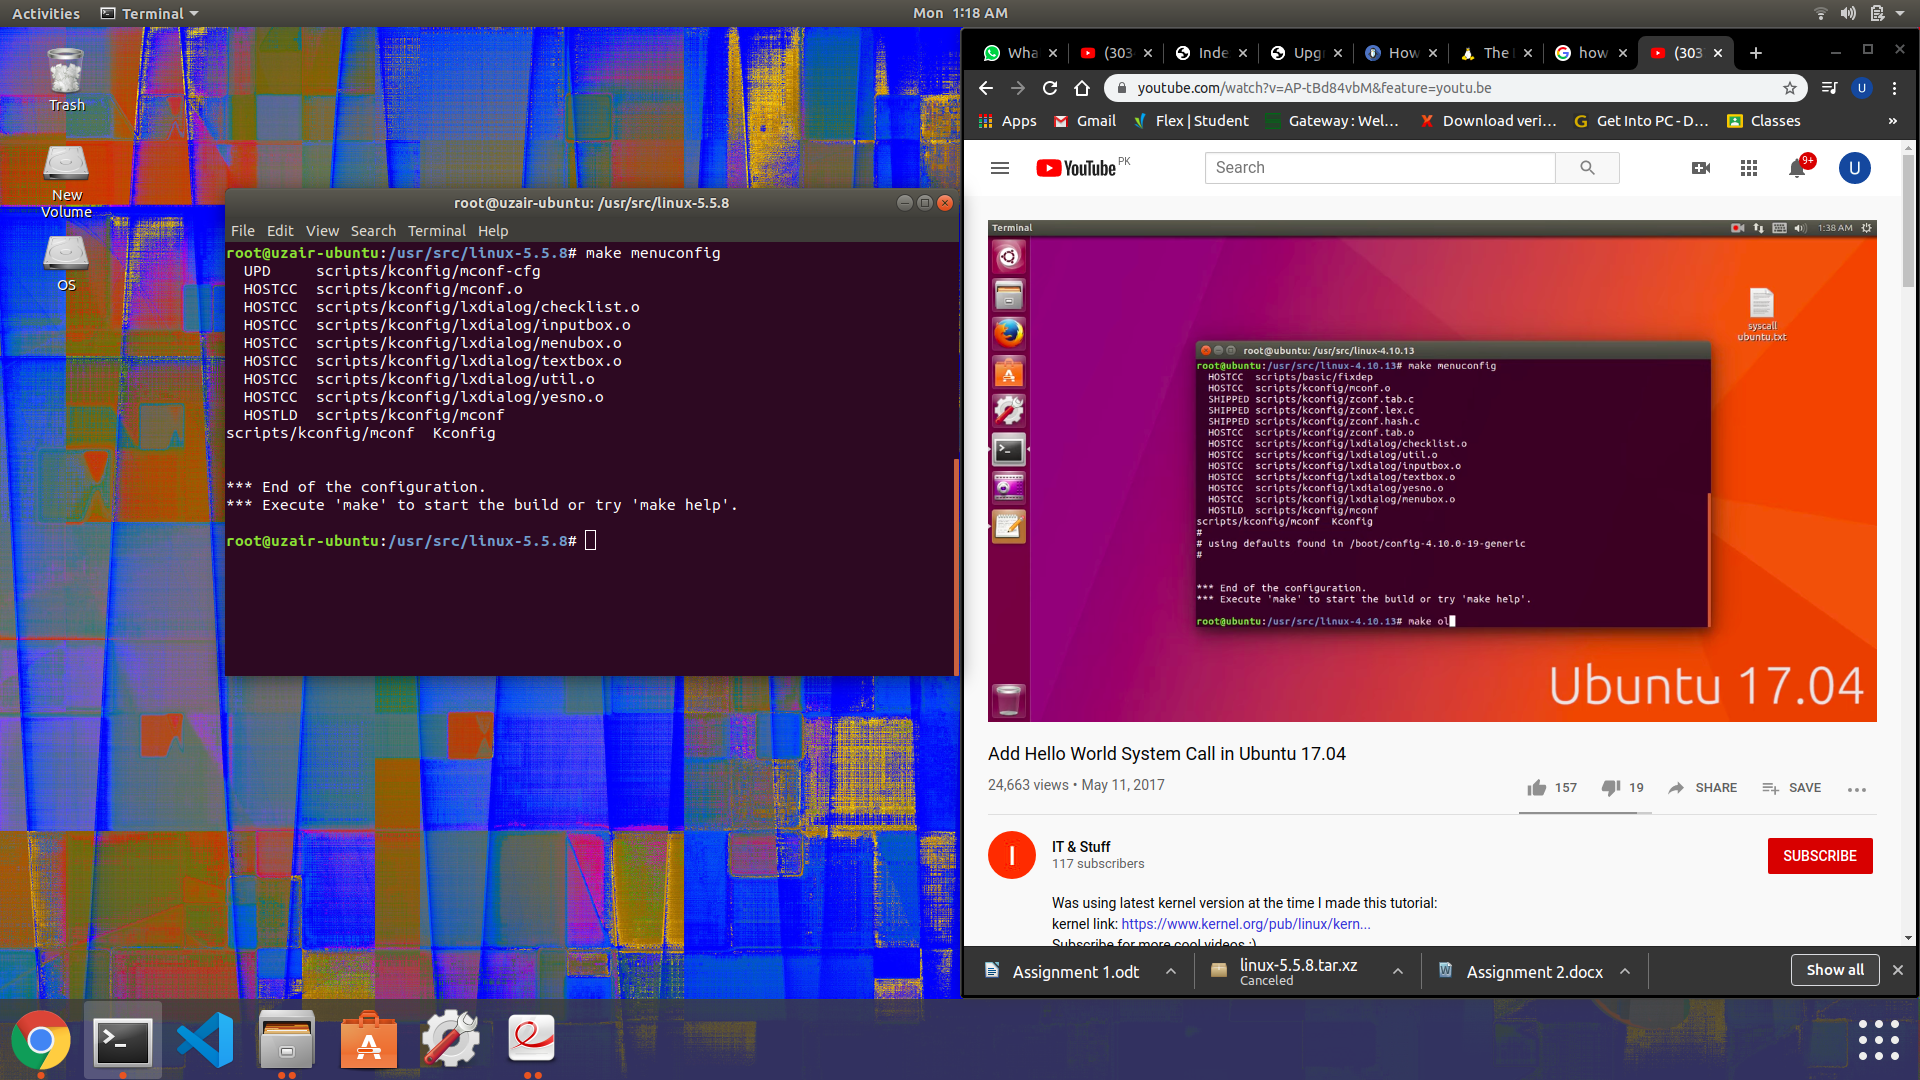 Activities
Terminal
Mon 1:18 AM
Trash
New
Volume
OS
root@uzair-ubuntu: /usr/src/linux-5.5.8
File Edit View Search Terminal Help
root@uzair-ubuntu:/usr/src/linux-5.5.8# make menuconfig
UPD scripts/kconfig/mconf-cfg
HOSTCC scripts/kconfig/mconf.o
HOSTCC scripts/kconfig/lxdialog/checklist.o
HOSTCC scripts/kconfig/lxdialog/inputbox.o
HOSTCC scripts/kconfig/lxdialog/menubox.o
HOSTCC scripts/kconfig/lxdialog/textbox.o
HOSTCC scripts/kconfig/lxdialog/util.o
HOSTCC scripts/kconfig/lxdialog/yesno.o
HOSTLD scripts/kconfig/mconf
scripts/kconfig/mconf Kconfig
*** End of the configuration.
*** Execute 'make' to start the build or try 'make help'.
root@uzair-ubuntu:/usr/src/linux-5.5.8#
Wha
(303
Inde
Upgr
How
The
how
(303
youtube.com/watch?v=AP-tBd84vbM&feature=youtu.be
U
Apps
Gmail
Flex | Student
Gateway : Wel...
Download veri...
Get Into PC - D...
Classes
»
YouTube PK
Search
9+
U
Terminal
1:38 AM
syscall
ubuntu.txt
root@ubuntu: /usr/src/linux-4.10.13
root@ubuntu:/usr/src/linux-4.10.13# make menuconfig
HOSTCC scripts/basic/fixdep
HOSTCC scripts/kconfig/mconf.o
SHIPPED scripts/kconfig/zconf.tab.c
SHIPPED scripts/kconfig/zconf.lex.c
SHIPPED scripts/kconfig/zconf.hash.c
HOSTCC scripts/kconfig/zconf.tab.o
HOSTCC scripts/kconfig/lxdialog/checklist.o
HOSTCC scripts/kconfig/lxdialog/util.o
HOSTCC scripts/kconfig/lxdialog/inputbox.o
HOSTCC scripts/kconfig/lxdialog/textbox.o
HOSTCC scripts/kconfig/lxdialog/yesno.o
HOSTCC scripts/kconfig/lxdialog/menubox.o
HOSTLD scripts/kconfig/mconf
scripts/kconfig/mconf Kconfig
#
# using defaults found in /boot/config-4.10.0-19-generic
#
*** End of the configuration.
*** Execute 'make' to start the build or try 'make help'.
root@ubuntu:/usr/src/linux-4.10.13# make ol
Ubuntu 17.04
Add Hello World System Call in Ubuntu 17.04
24,663 views • May 11, 2017
157
19
SHARE
SAVE
I
IT & Stuff
117 subscribers
SUBSCRIBE
Was using latest kernel version at the time I made this tutorial:
kernel link: https://www.kernel.org/pub/linux/kern...
Subscribe for more cool videos :)
Assignment 1.odt
linux-5.5.8.tar.xz
Canceled
Assignment 2.docx
Show all